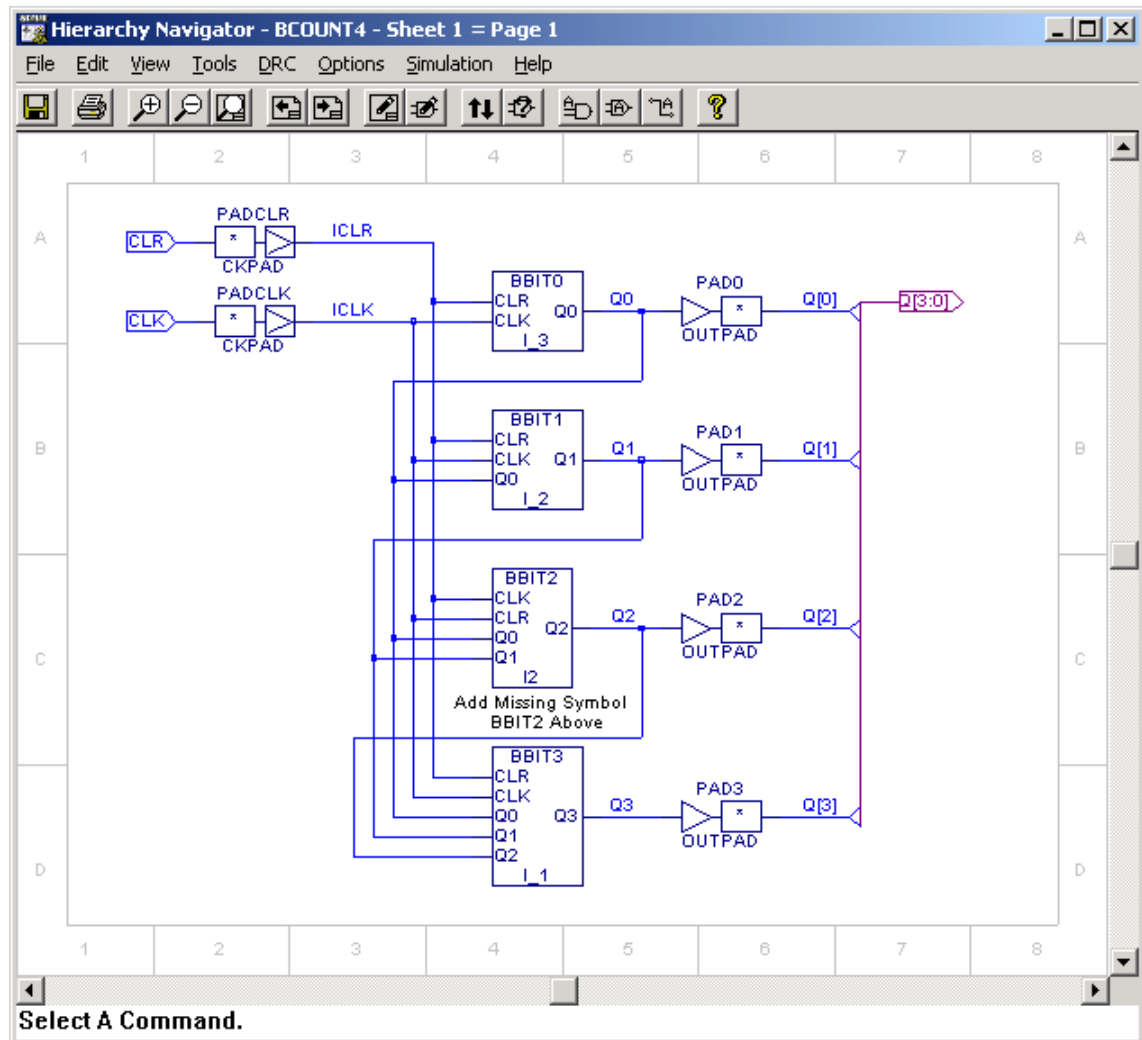 Hierarchy Navigator - BCOUNT4 - Sheet 1 = Page 1
File Edit View Tools DRC Options Simulation Help
1 2 3 4 5 6 7 8
A
A
PADCLR
CLR
*
ICLR
CKPAD
PADCLK
CLK
*
ICLK
CKPAD
BBIT0
CLR
CLK
Q0
I_3
Q0
PAD0
*
OUTPAD
Q[0]
Q[3:0]
B
B
BBIT1
CLR
CLK Q1
Q0
I_2
Q1
PAD1
*
OUTPAD
Q[1]
C
C
BBIT2
CLK
CLR
Q0 Q2
Q1
I2
Q2
PAD2
*
OUTPAD
Q[2]
Add Missing Symbol
BBIT2 Above
D
D
BBIT3
CLR
CLK
Q0 Q3
Q1
Q2
I_1
Q3
PAD3
*
OUTPAD
Q[3]
1 2 3 4 5 6 7 8
Select A Command.